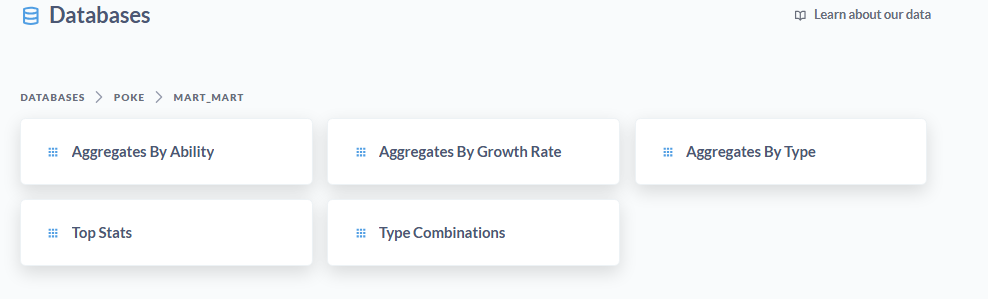 Databases
Learn about our data
DATABASES > POKE > MART_MART
Aggregates By Ability
Aggregates By Growth Rate
Aggregates By Type
Top Stats
Type Combinations